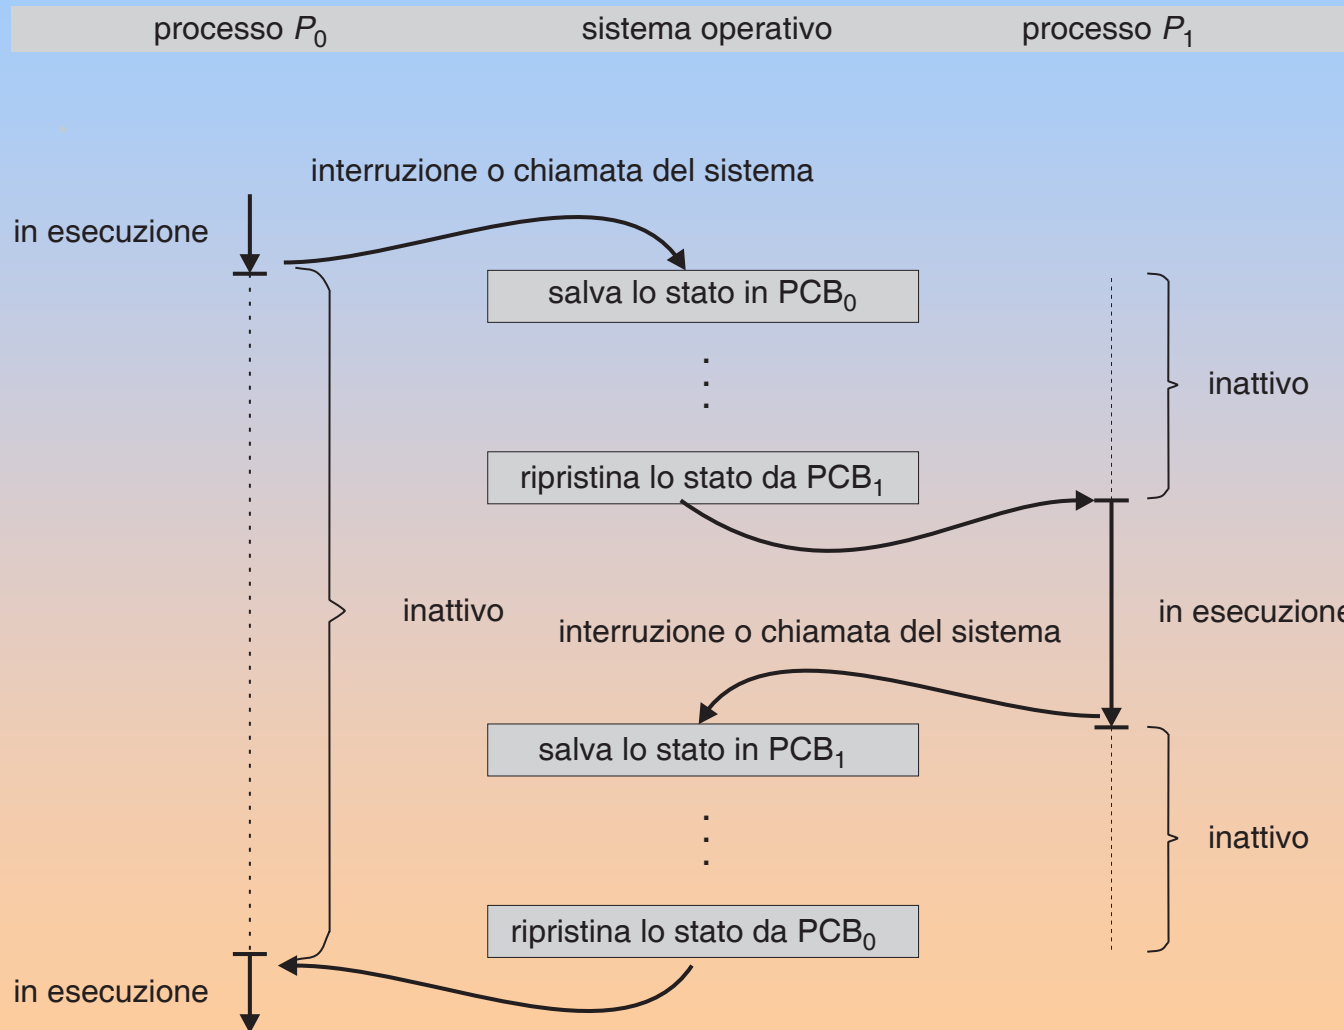 processo P0
sistema operativo
processo P1
interruzione o chiamata del sistema
in esecuzione
salva lo stato in PCB0
.
.
.
inattivo
ripristina lo stato da PCB1
inattivo
in esecuzione
interruzione o chiamata del sistema
salva lo stato in PCB1
.
.
.
inattivo
ripristina lo stato da PCB0
in esecuzione